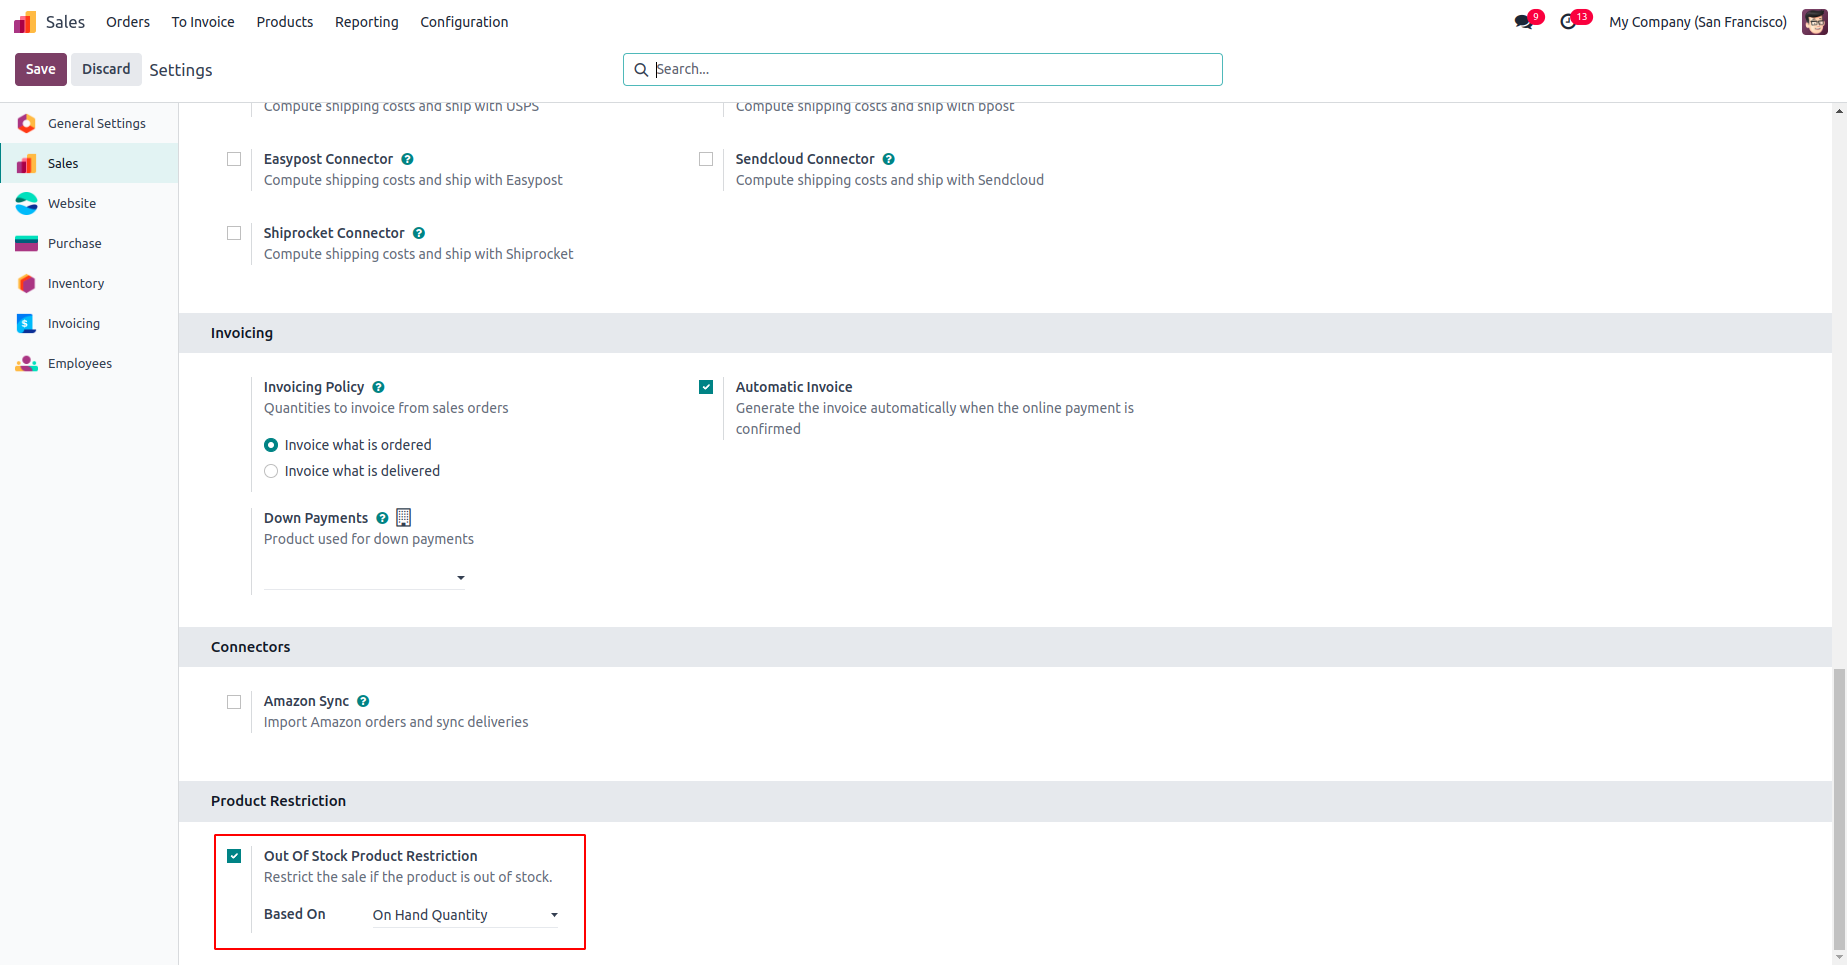 Sales Orders To Invoice Products Reporting Configuration 9 13 My Company (San Francisco)
Save Discard Settings Search...
General Settings
Sales
Website
Purchase
Inventory
Invoicing
Employees
Compute shipping costs and ship with USPS
Compute shipping costs and ship with bpost
Easypost Connector ?
Compute shipping costs and ship with Easypost
Sendcloud Connector ?
Compute shipping costs and ship with Sendcloud
Shiprocket Connector ?
Compute shipping costs and ship with Shiprocket
Invoicing
Invoicing Policy ?
Quantities to invoice from sales orders
Invoice what is ordered
Invoice what is delivered
Automatic Invoice
Generate the invoice automatically when the online payment is
confirmed
Down Payments ?
Product used for down payments
Connectors
Amazon Sync ?
Import Amazon orders and sync deliveries
Product Restriction
Out Of Stock Product Restriction
Restrict the sale if the product is out of stock.
Based On On Hand Quantity